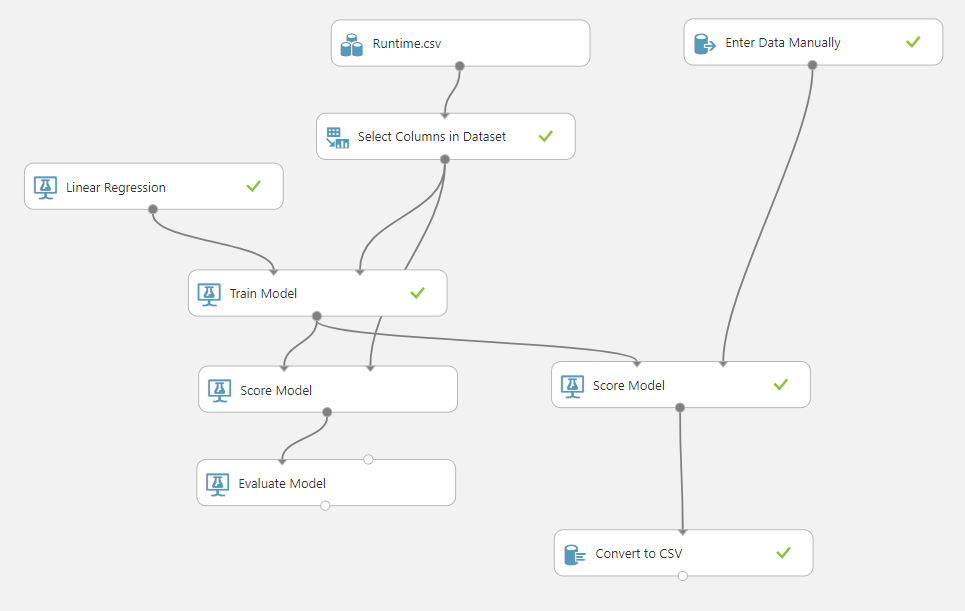 Runtime.csv
Enter Data Manually
Select Columns in Dataset
Linear Regression
Train Model
Score Model
Score Model
Evaluate Model
Convert to CSV